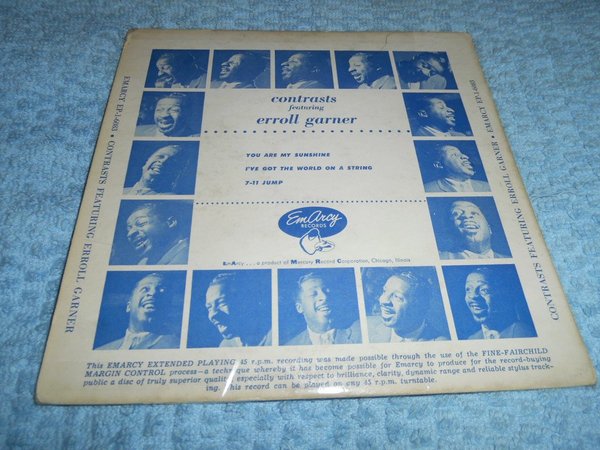 contrasts
featuring
erroll garner
YOU ARE MY SUNSHINE
I'VE GOT THE WORLD ON A STRING
7-11 JUMP
EmArcy
RECORDS
EmArcy . . . a product of Mercury Record Corporation, Chicago, Illinois
EMARCY EP-1-6083 • CONTRASTS FEATURING ERROLL GARNER
CONTRASTS FEATURING ERROLL GARNER • EMARCY EP-1-6083
This EMARCY EXTENDED PLAYING 45 r.p.m. recording was made possible through the use of the FINE-FAIRCHILD
MARGIN CONTROL process—a technique whereby it has become possible for Emarcy to produce for the record-buying
public a disc of truly superior quality, especially with respect to brilliance, clarity, dynamic range and reliable stylus track-
ing. This record can be played on any 45 r.p.m. turntable.